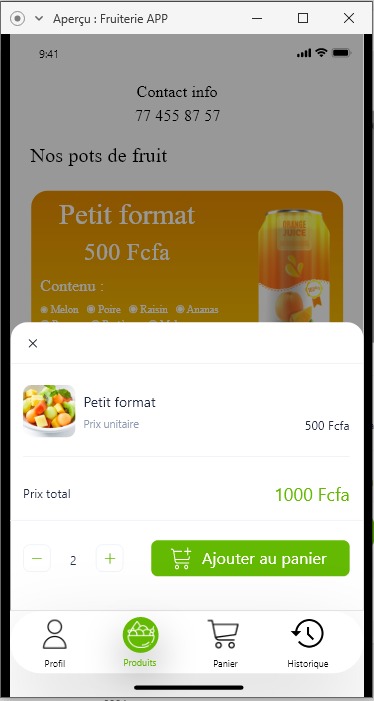 Aperçu : Fruiterie APP
9:41
Contact info
77 455 87 57
Nos pots de fruit
Petit format
500 Fcfa
Contenu :
Melon Poire Raisin Ananas
ORANGE
JUICE
Petit format
Prix unitaire
500 Fcfa
Prix total
1000 Fcfa
2
Ajouter au panier
Profil
Produits
Panier
Historique